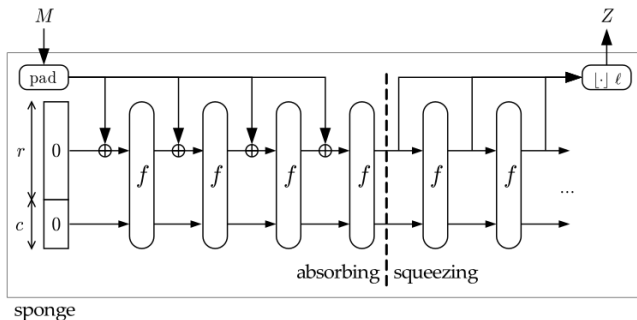 M Z
pad ⌊·⌋ ℓ
r 0 f f f f f f
c 0 ...
absorbing squeezing
sponge